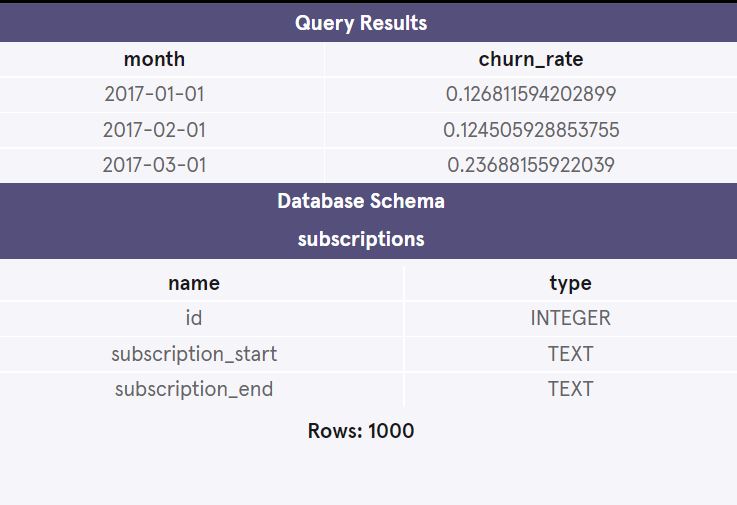 Query Results
month churn_rate
2017-01-01 0.126811594202899
2017-02-01 0.124505928853755
2017-03-01 0.23688155922039
Database Schema
subscriptions
name type
id INTEGER
subscription_start TEXT
subscription_end TEXT
Rows: 1000